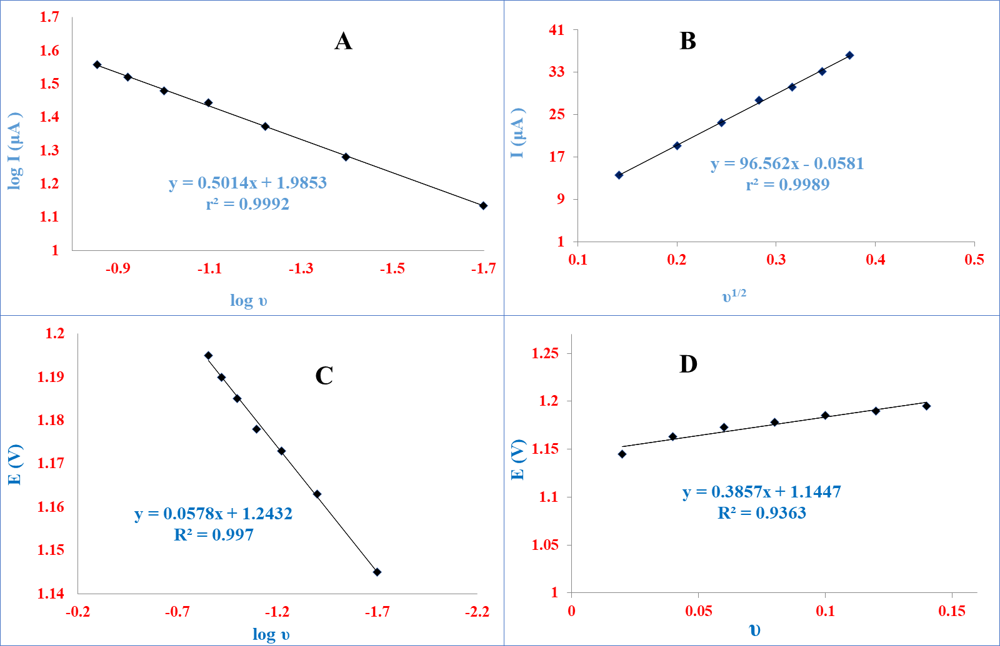 A
1.7
1.6
1.5
1.4
1.3
1.2
1.1
1
log I (µA )
y = 0.5014x + 1.9853
r² = 0.9992
-0.9 -1.1 -1.3 -1.5 -1.7
log υ
B
41
33
25
17
9
1
I (µA )
y = 96.562x - 0.0581
r² = 0.9989
0.1 0.2 0.3 0.4 0.5
υ1/2
C
1.2
1.19
1.18
1.17
1.16
1.15
1.14
E (V)
y = 0.0578x + 1.2432
R² = 0.997
-0.2 -0.7 -1.2 -1.7 -2.2
log υ
D
1.25
1.2
1.15
1.1
1.05
1
E (V)
y = 0.3857x + 1.1447
R² = 0.9363
0 0.05 0.1 0.15
υ